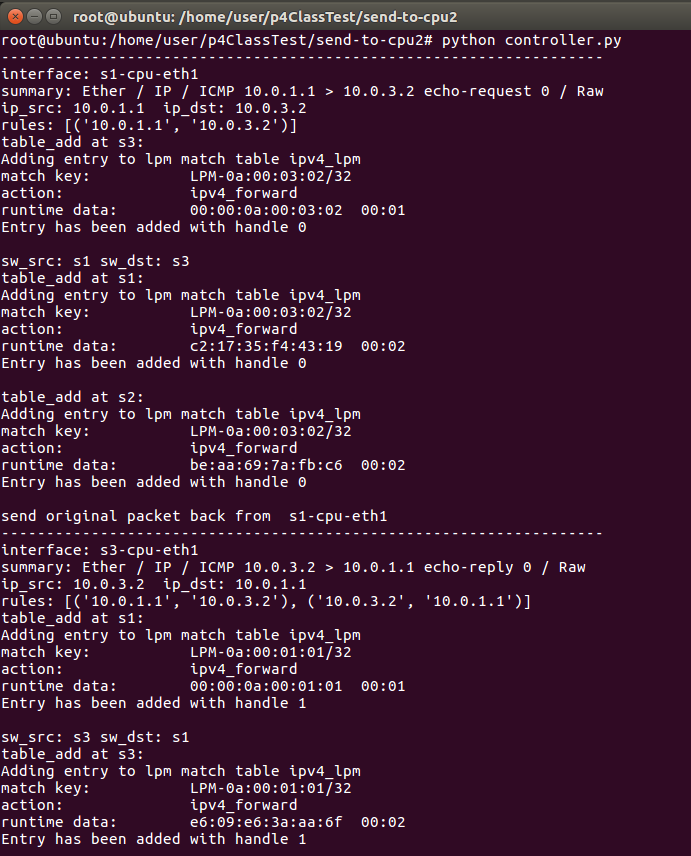 root@ubuntu: /home/user/p4ClassTest/send-to-cpu2
root@ubuntu:/home/user/p4ClassTest/send-to-cpu2# python controller.py
-------------------------------------------------------------------
interface: s1-cpu-eth1
summary: Ether / IP / ICMP 10.0.1.1 > 10.0.3.2 echo-request 0 / Raw
ip_src: 10.0.1.1  ip_dst: 10.0.3.2
rules: [('10.0.1.1', '10.0.3.2')]
table_add at s3:
Adding entry to lpm match table ipv4_lpm
match key:           LPM-0a:00:03:02/32
action:              ipv4_forward
runtime data:        00:00:0a:00:03:02  00:01
Entry has been added with handle 0

sw_src: s1 sw_dst: s3
table_add at s1:
Adding entry to lpm match table ipv4_lpm
match key:           LPM-0a:00:03:02/32
action:              ipv4_forward
runtime data:        c2:17:35:f4:43:19  00:02
Entry has been added with handle 0

table_add at s2:
Adding entry to lpm match table ipv4_lpm
match key:           LPM-0a:00:03:02/32
action:              ipv4_forward
runtime data:        be:aa:69:7a:fb:c6  00:02
Entry has been added with handle 0

send original packet back from  s1-cpu-eth1
-------------------------------------------------------------------
interface: s3-cpu-eth1
summary: Ether / IP / ICMP 10.0.3.2 > 10.0.1.1 echo-reply 0 / Raw
ip_src: 10.0.3.2  ip_dst: 10.0.1.1
rules: [('10.0.1.1', '10.0.3.2'), ('10.0.3.2', '10.0.1.1')]
table_add at s1:
Adding entry to lpm match table ipv4_lpm
match key:           LPM-0a:00:01:01/32
action:              ipv4_forward
runtime data:        00:00:0a:00:01:01  00:01
Entry has been added with handle 1

sw_src: s3 sw_dst: s1
table_add at s3:
Adding entry to lpm match table ipv4_lpm
match key:           LPM-0a:00:01:01/32
action:              ipv4_forward
runtime data:        e6:09:e6:3a:aa:6f  00:02
Entry has been added with handle 1